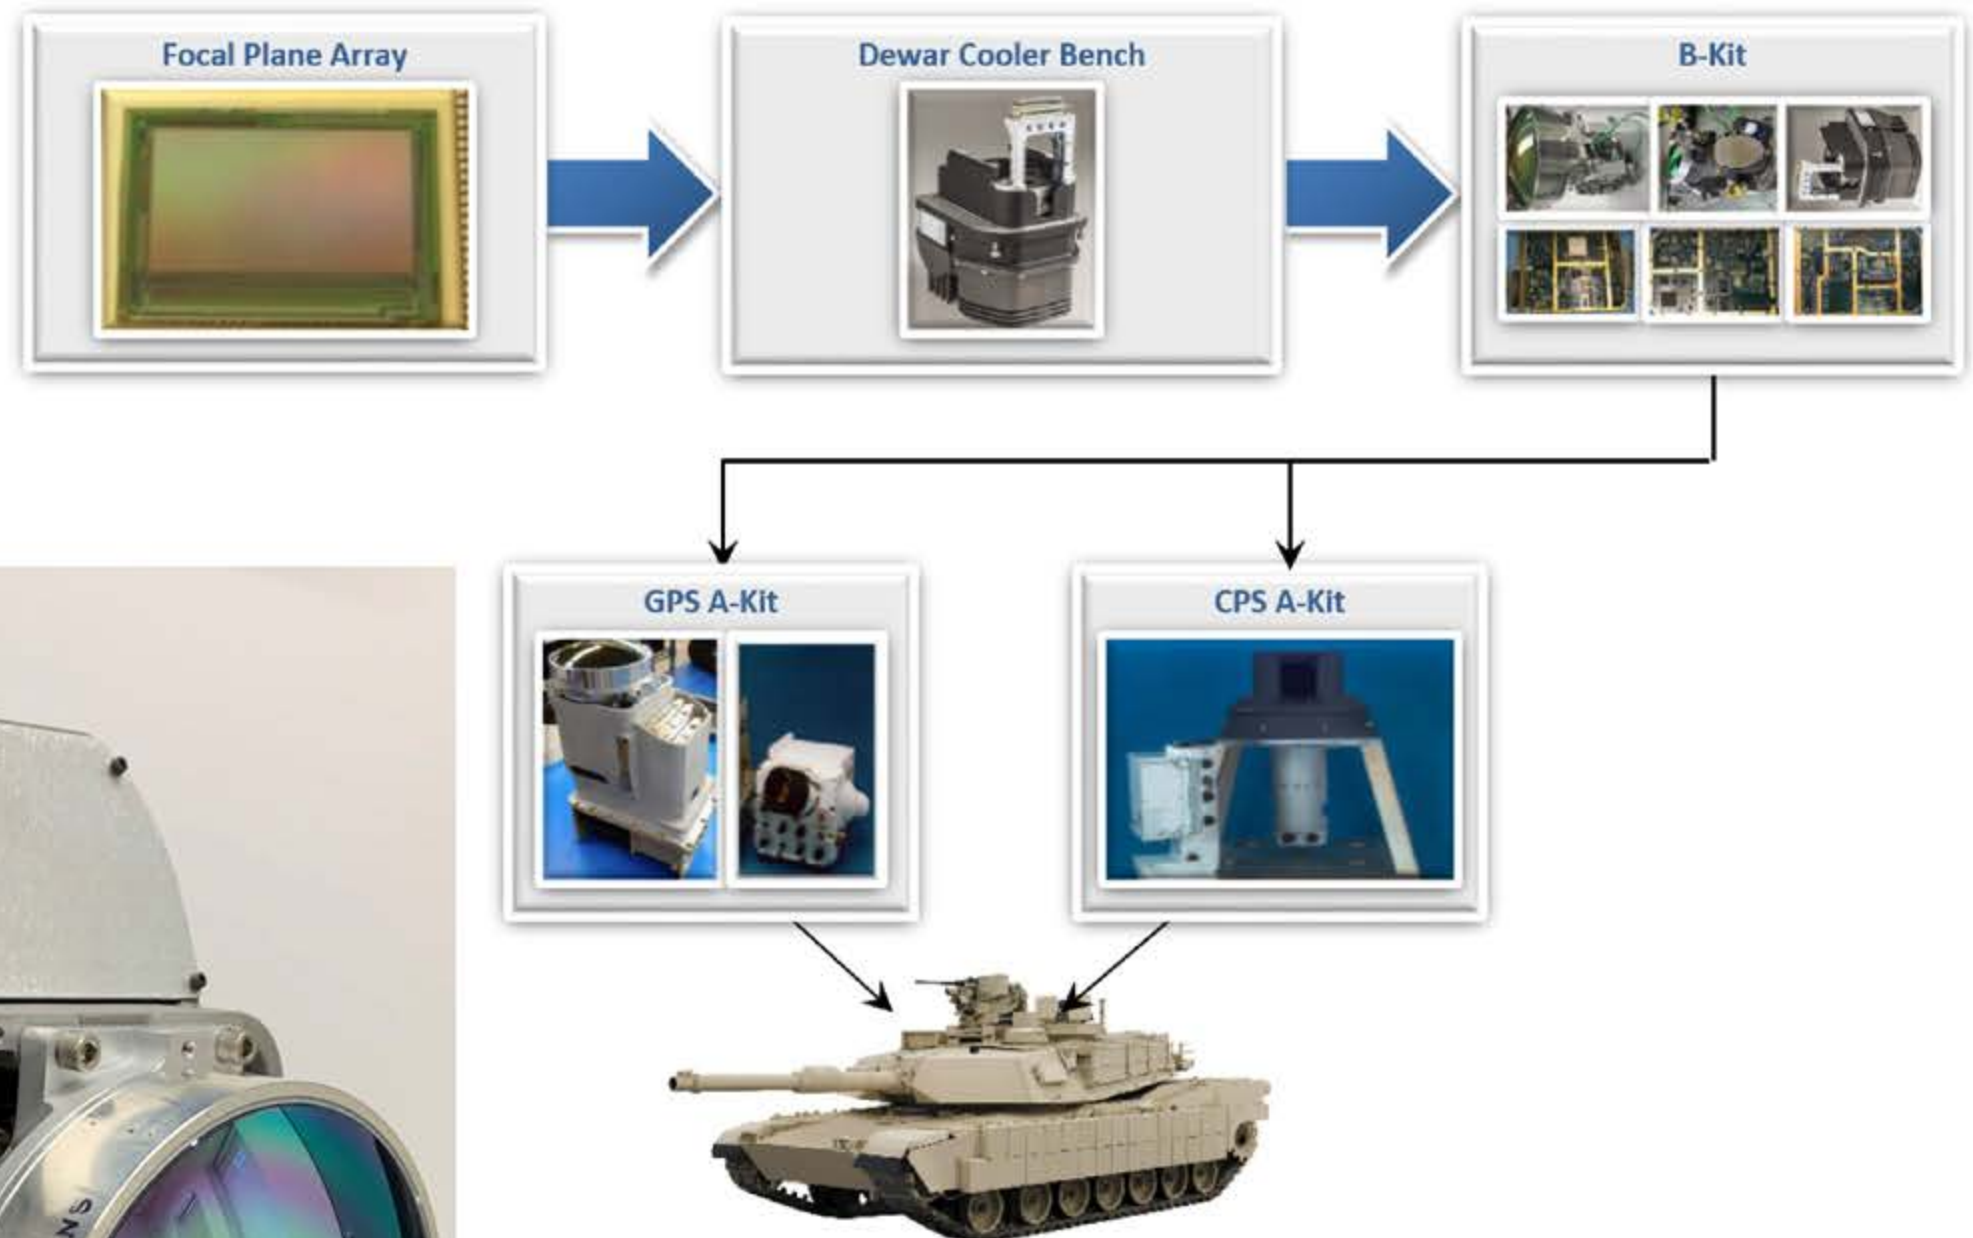 Focal Plane Array
Dewar Cooler Bench
B-Kit
GPS A-Kit
CPS A-Kit